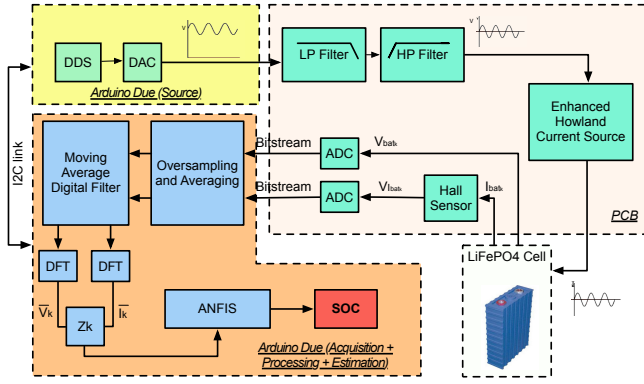 V
DDS
DAC
Arduino Due (Source)
LP Filter
HP Filter
V
Enhanced
Howland
Current Source
I2C link
Moving
Average
Digital Filter
Oversampling
and Averaging
Bitstream
ADC
Vbatk
Bitstream
ADC
VIbatk
Hall
Sensor
Ibatk
PCB
DFT
DFT
LiFePO4 Cell
Vk
Ik
Zk
ANFIS
SOC
Arduino Due (Acquisition +
Processing + Estimation)